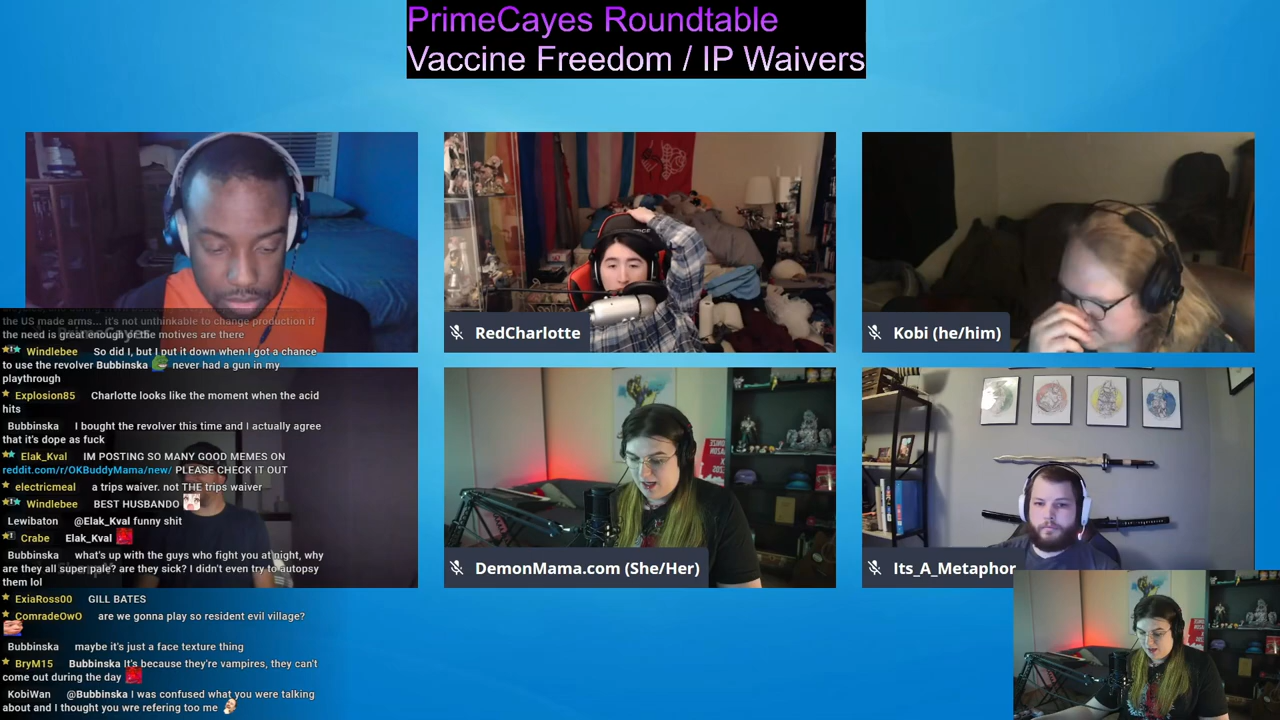 PrimeCayes Roundtable
Vaccine Freedom / IP Waivers
RedCharlotte
Kobi (he/him)
the US made arms... it's not unthinkable to change production if
the need is great enough or the motives are there
Windlebee So did I, but I put it down when I got a chance
to use the revolver Bubbinska never had a gun in my
playthrough
Explosion85 Charlotte looks like the moment when the acid
hits
Bubbinska I bought the revolver this time and I actually agree
that it's dope as fuck
Elak_Kval IM POSTING SO MANY GOOD MEMES ON
reddit.com/r/OKBuddyMama/new/ PLEASE CHECK IT OUT
electricmeal a trips waiver. not THE trips waiver
Windlebee BEST HUSBANDO
Lewibaton @Elak_Kval funny shit
Crabe Elak_Kval
Bubbinska what's up with the guys who fight you at night, why
are they all super pale? are they sick? I didn't even try to autopsy
them lol
ExiaRoss00 GILL BATES
ComradeOwO are we gonna play so resident evil village?
Bubbinska maybe it's just a face texture thing
BryM15 Bubbinska It's because they're vampires, they can't
come out during the day
KobiWan @Bubbinska I was confused what you were talking
about and I thought you wre refering too me
DemonMama.com (She/Her)
Its_A_Metaphor